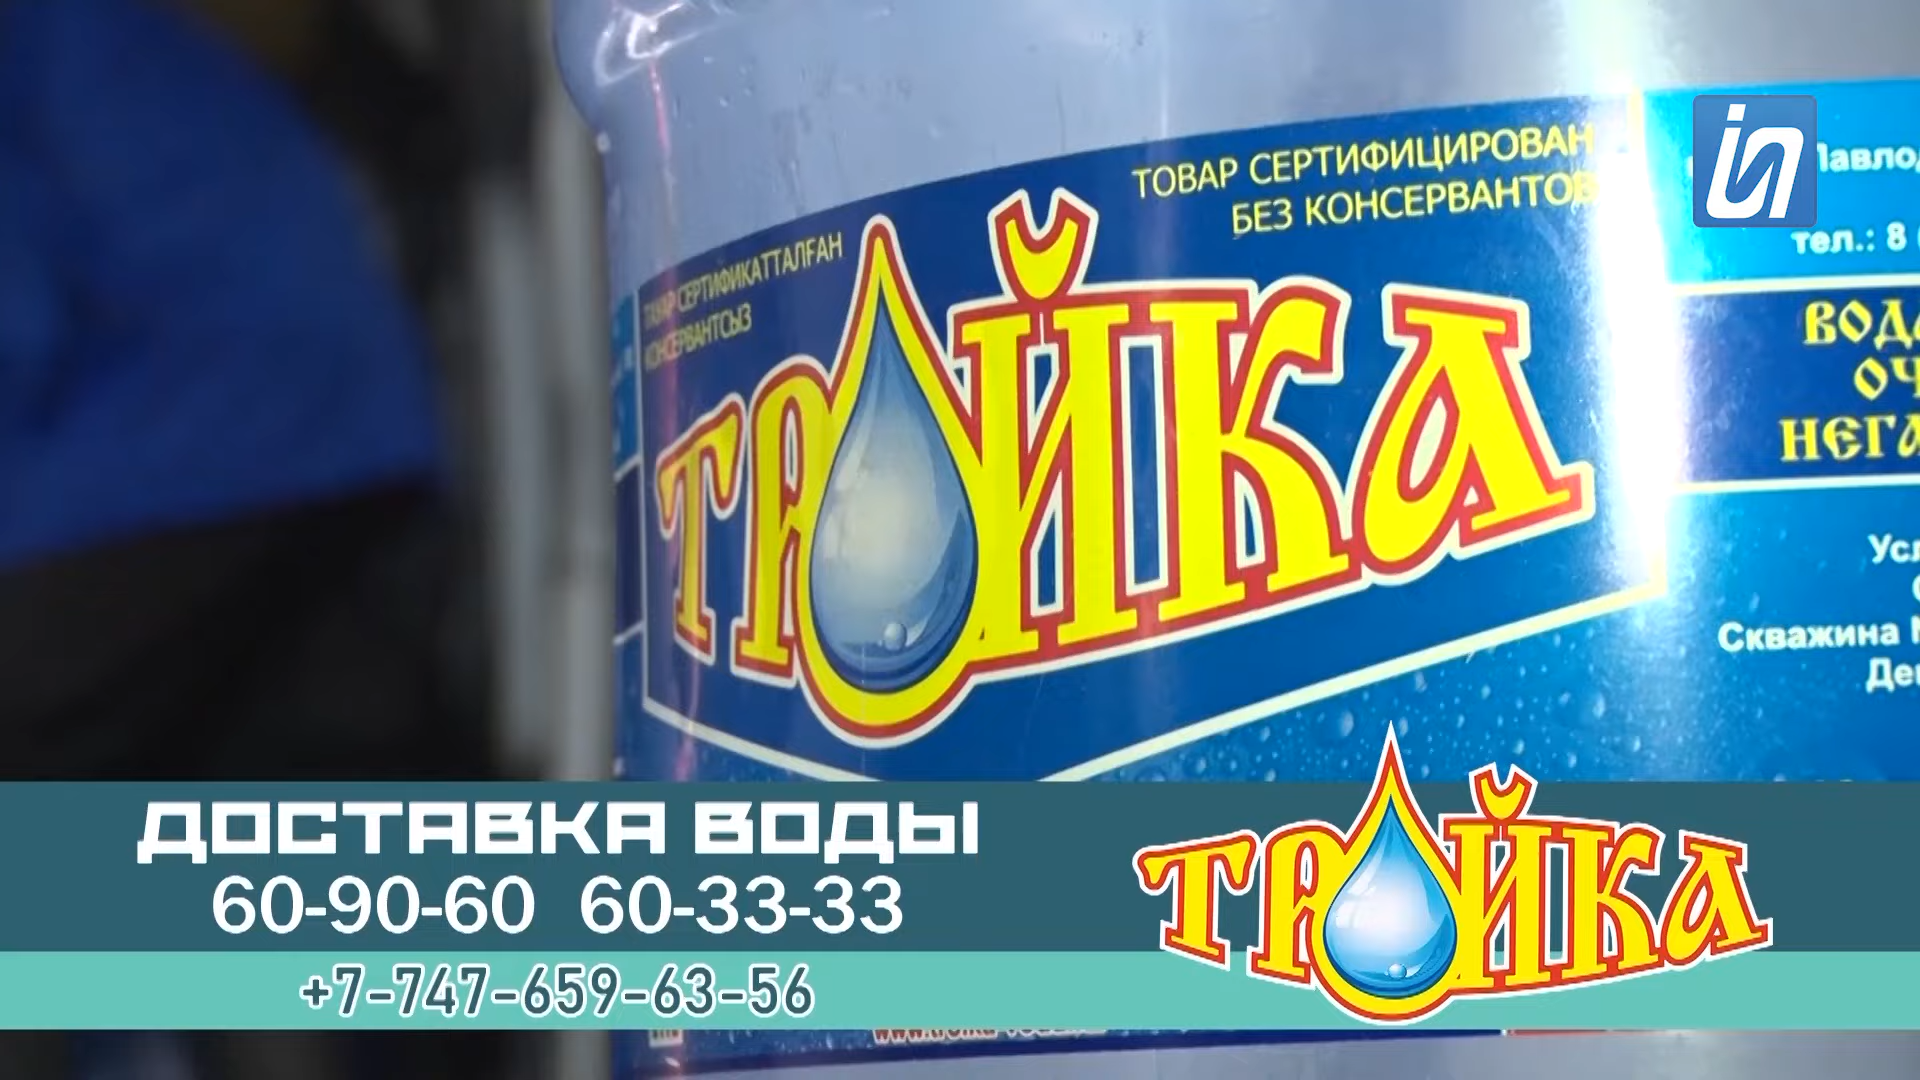 ТОВАР СЕРТИФИЦИРОВАН
БЕЗ КОНСЕРВАНТОВ
ТАУАР СЕРТИФИКАТТАЛҒАН
КОНСЕРВАНТСЫЗ
ТРОЙКА
тел.: 8
Скважина
ДОСТАВКА ВОДЫ
60-90-60 60-33-33
+7-747-659-63-56
ТРОЙКА